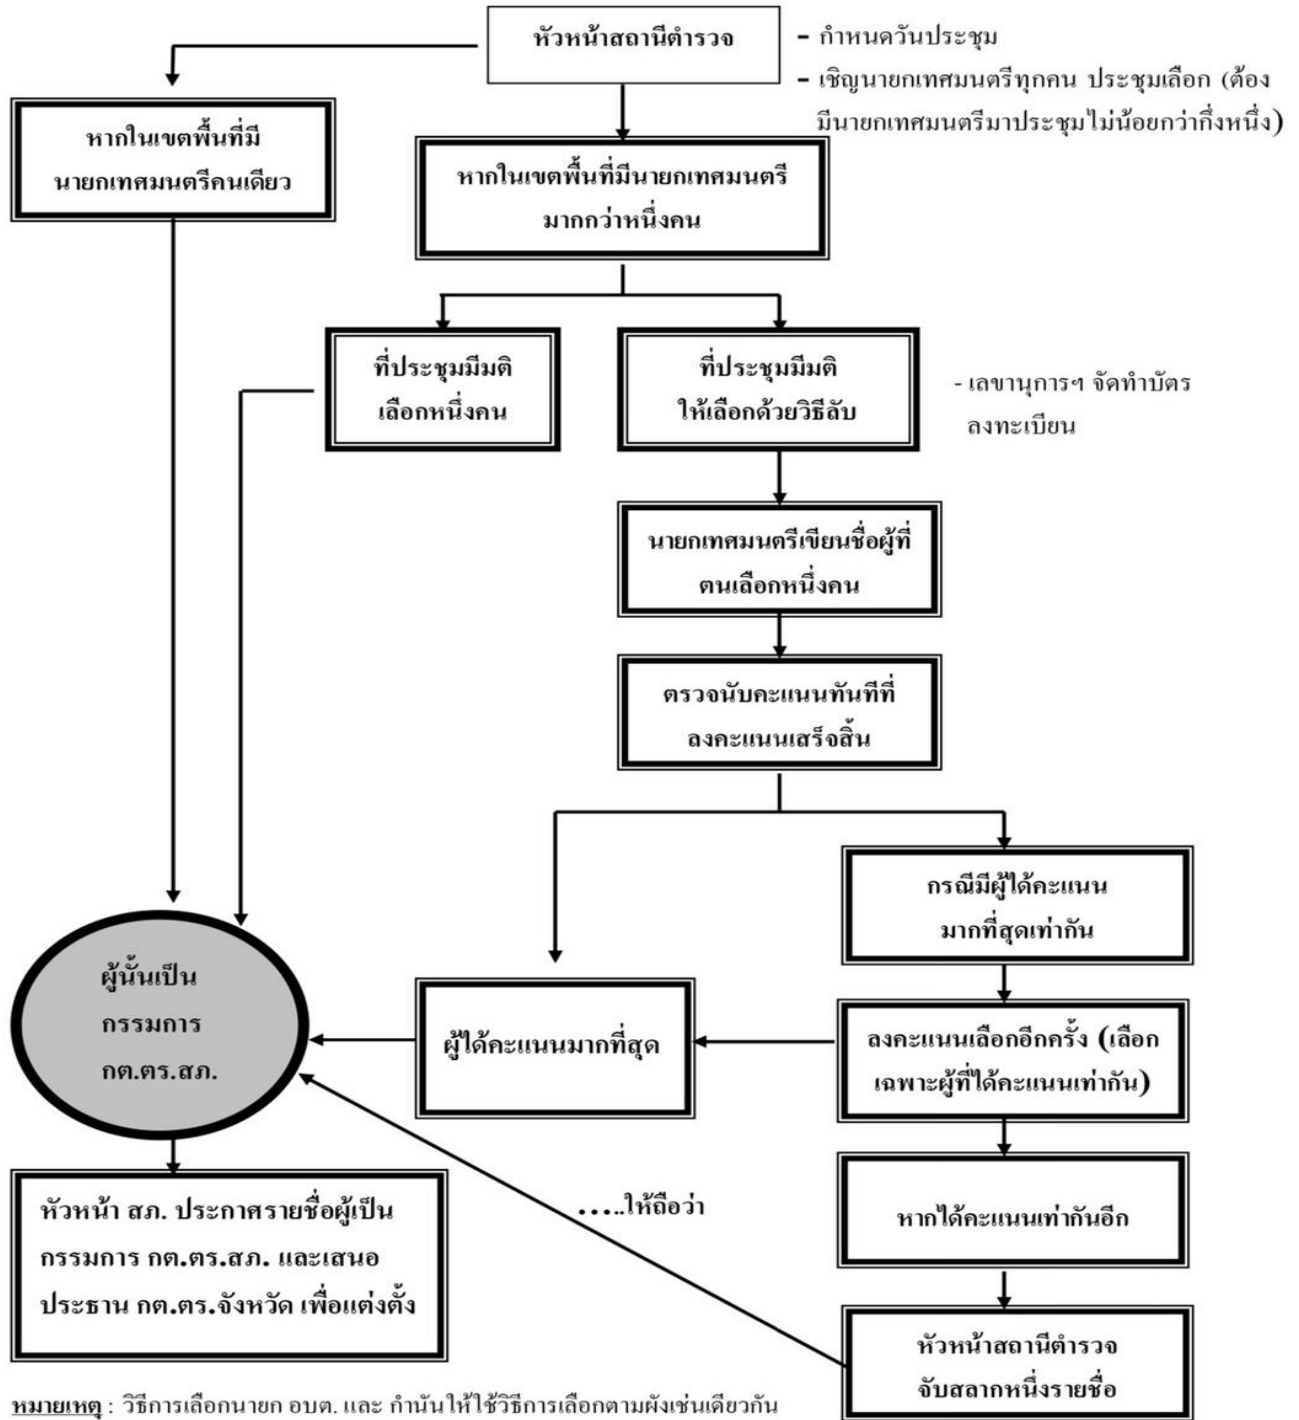 หัวหน้าสถานีตำรวจ
- กำหนดวันประชุม
- เชิญนายกเทศมนตรีทุกคน ประชุมเลือก (ต้อง
มีนายกเทศมนตรีมาประชุมไม่น้อยกว่ากึ่งหนึ่ง)
หากในเขตพื้นที่มี
นายกเทศมนตรีคนเดียว
หากในเขตพื้นที่มีนายกเทศมนตรี
มากกว่าหนึ่งคน
ที่ประชุมมีมติ
เลือกหนึ่งคน
ที่ประชุมมีมติ
ให้เลือกด้วยวิธีลับ
- เลขานุการฯ จัดทำบัตร
ลงทะเบียน
นายกเทศมนตรีเขียนชื่อผู้ที่
ตนเลือกหนึ่งคน
ตรวจนับคะแนนทันทีที่
ลงคะแนนเสร็จสิ้น
กรณีมีผู้ได้คะแนน
มากที่สุดเท่ากัน
ผู้นั้นเป็น
กรรมการ
กต.ตร.สภ.
ผู้ได้คะแนนมากที่สุด
ลงคะแนนเลือกอีกครั้ง (เลือก
เฉพาะผู้ที่ได้คะแนนเท่ากัน)
หัวหน้า สภ. ประกาศรายชื่อผู้เป็น
กรรมการ กต.ตร.สภ. และเสนอ
ประธาน กต.ตร.จังหวัด เพื่อแต่งตั้ง
.....ให้ถือว่า
หากได้คะแนนเท่ากันอีก
หัวหน้าสถานีตำรวจ
จับสลากหนึ่งรายชื่อ
หมายเหตุ : วิธีการเลือกนายก อบต. และ กำนันให้ใช้วิธีการเลือกตามผังเช่นเดียวกัน